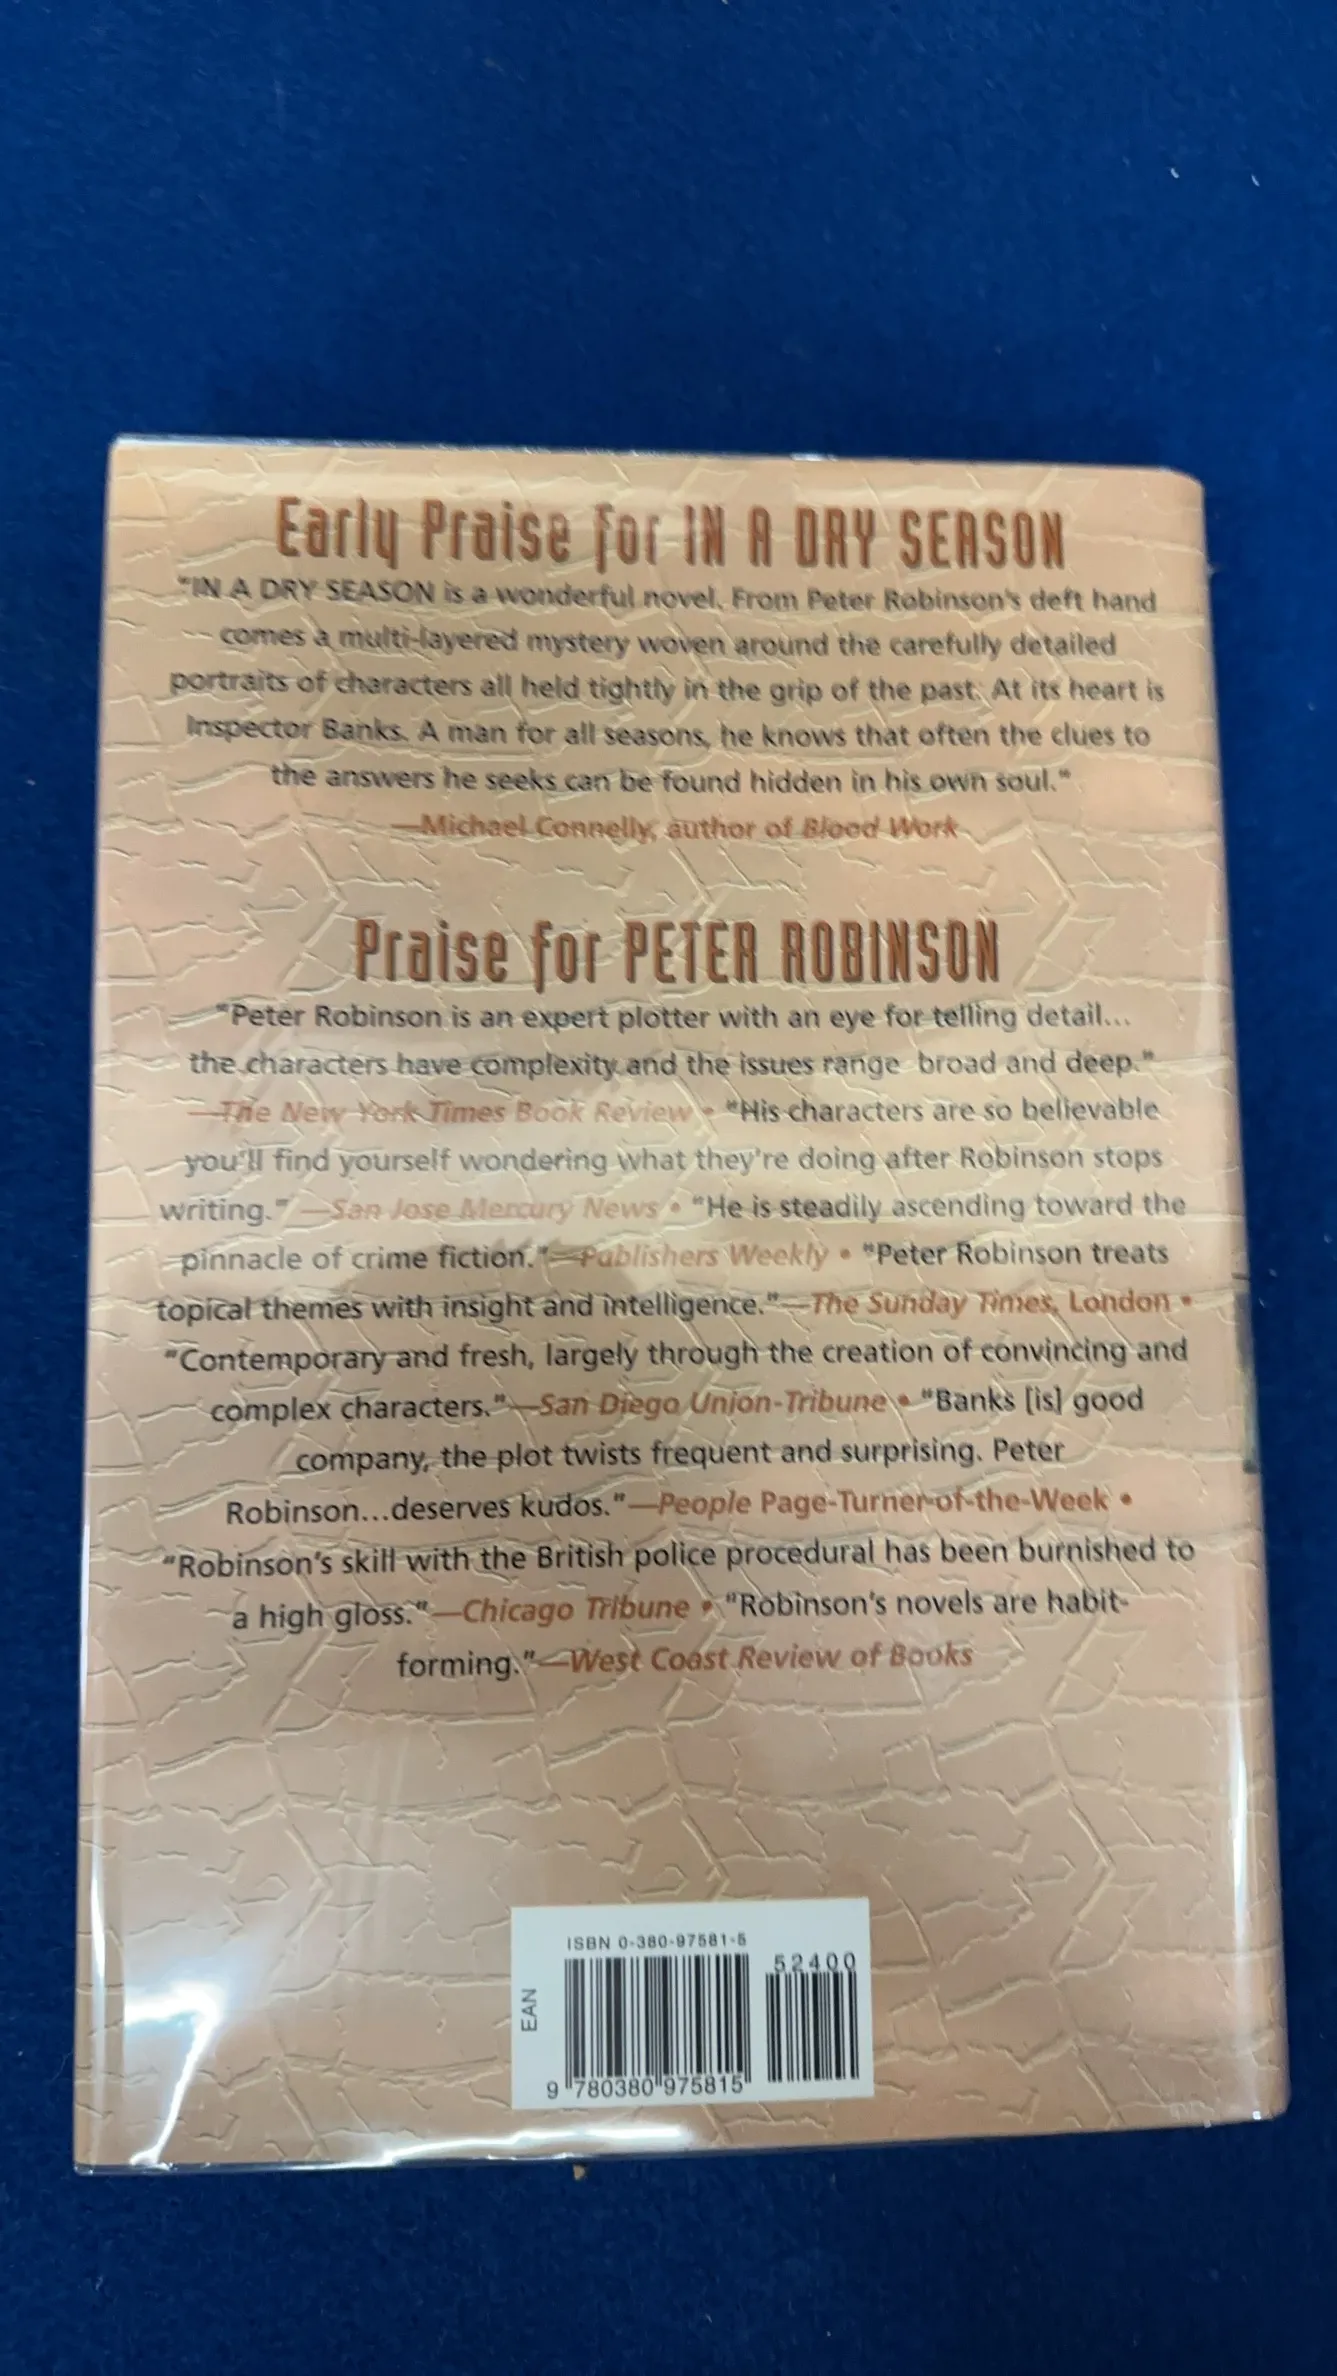 Early Praise for IN A DRY SEASON
"IN A DRY SEASON is a wonderful novel. From Peter Robinson's deft hand
comes a multi-layered mystery woven around the carefully detailed
portraits of characters all held tightly in the grip of the past. At its heart is
Inspector Banks. A man for all seasons, he knows that often the clues to
the answers he seeks can be found hidden in his own soul."
—Michael Connelly, author of Blood Work
Praise for PETER ROBINSON
"Peter Robinson is an expert plotter with an eye for telling detail...
the characters have complexity and the issues range broad and deep."
—The New York Times Book Review • "His characters are so believable
you'll find yourself wondering what they're doing after Robinson stops
writing."—San Jose Mercury News • "He is steadily ascending toward the
pinnacle of crime fiction."—Publishers Weekly • "Peter Robinson treats
topical themes with insight and intelligence."—The Sunday Times, London •
"Contemporary and fresh, largely through the creation of convincing and
complex characters."—San Diego Union-Tribune • "Banks [is] good
company, the plot twists frequent and surprising. Peter
Robinson...deserves kudos."—People Page-Turner-of-the-Week •
"Robinson's skill with the British police procedural has been burnished to
a high gloss."—Chicago Tribune • "Robinson's novels are habit-
forming."—West Coast Review of Books
ISBN 0-380-97581-5
52400
EAN
9 780380 975815